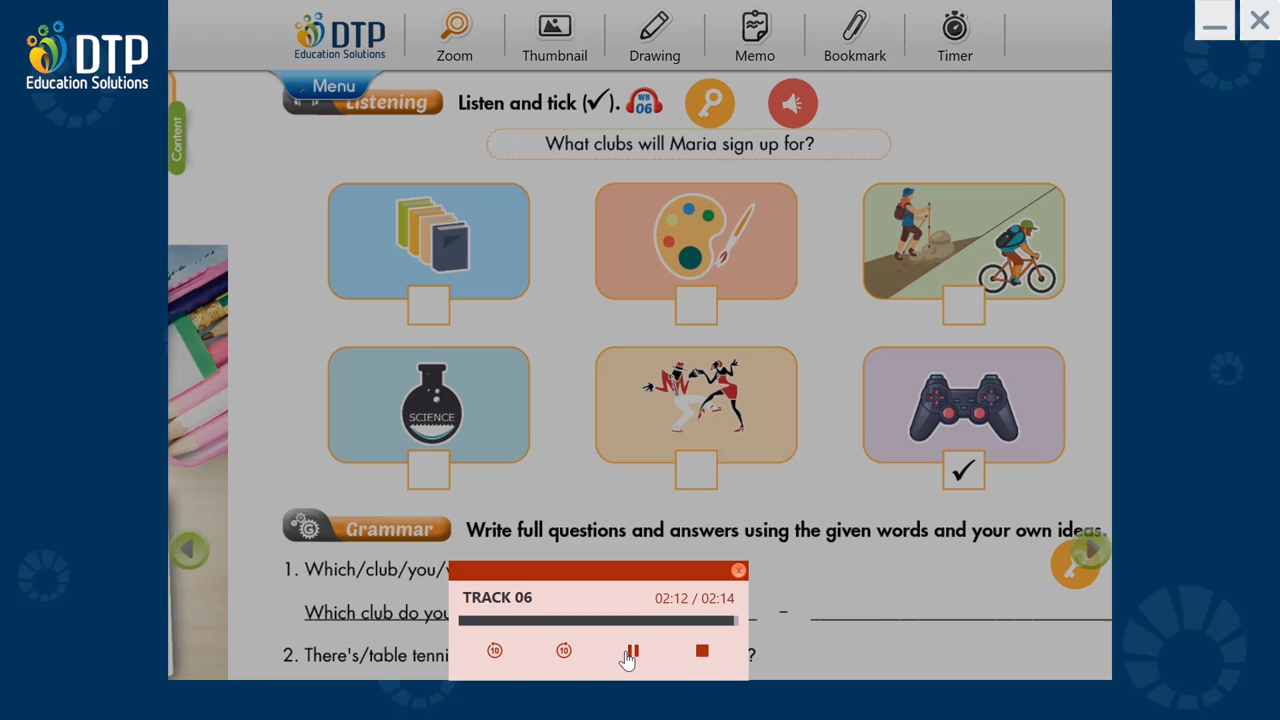 DTP
Education Solutions
DTP
Education Solutions
Zoom
Thumbnail
Drawing
Memo
Bookmark
Timer
Menu
Content
Listening
Listen and tick (✓).
WB
06
What clubs will Maria sign up for?
SCIENCE
✓
G
Grammar
Write full questions and answers using the given words and your own ideas.
1. Which/club/you/
Which club do you
–
TRACK 06
02:12 / 02:14
10
10
2. There's/table tenni
?